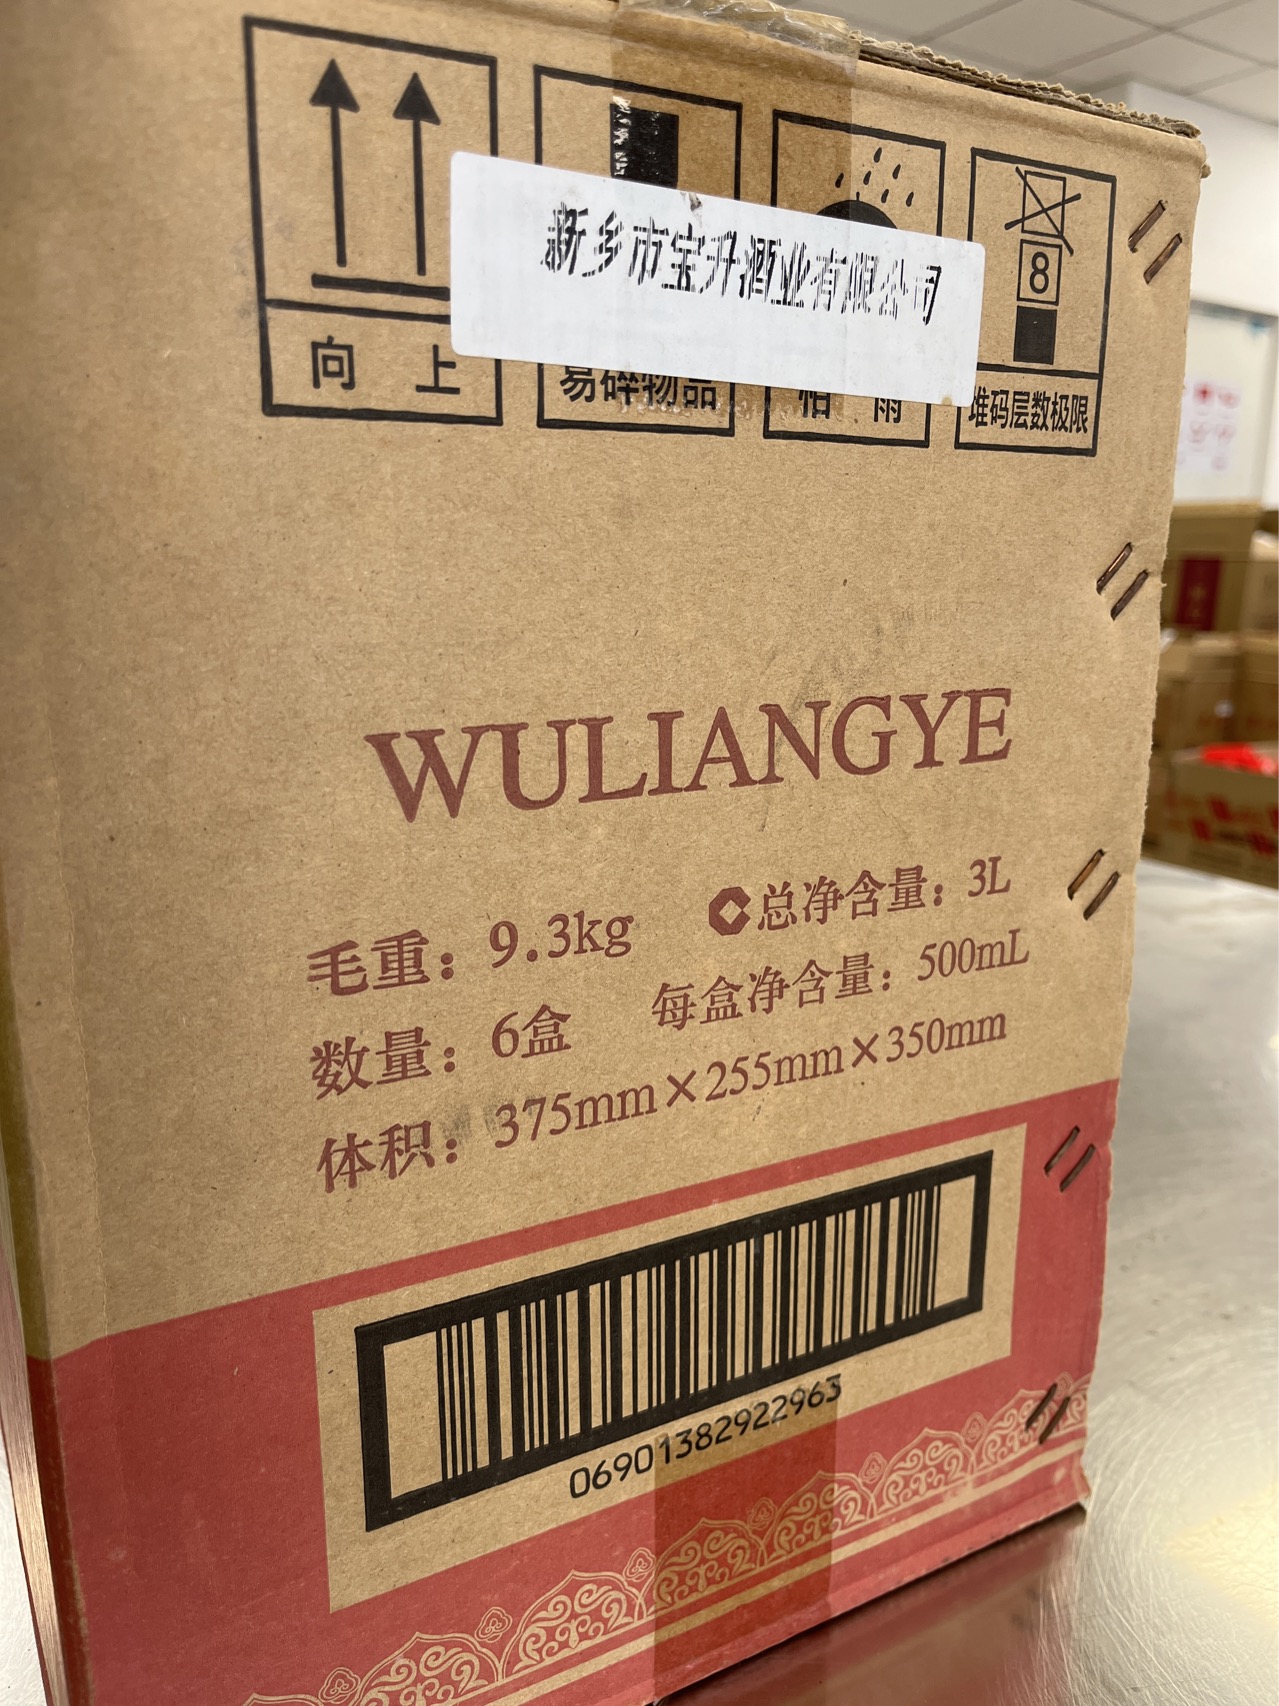 新乡市宝升酒业有限公司
8
向上
易碎物品
怕雨
堆码层数极限
WULIANGYE
毛重：9.3kg 总净含量：3L
数量：6盒 每盒净含量：500mL
体积：375mm×255mm×350mm
06901382922963